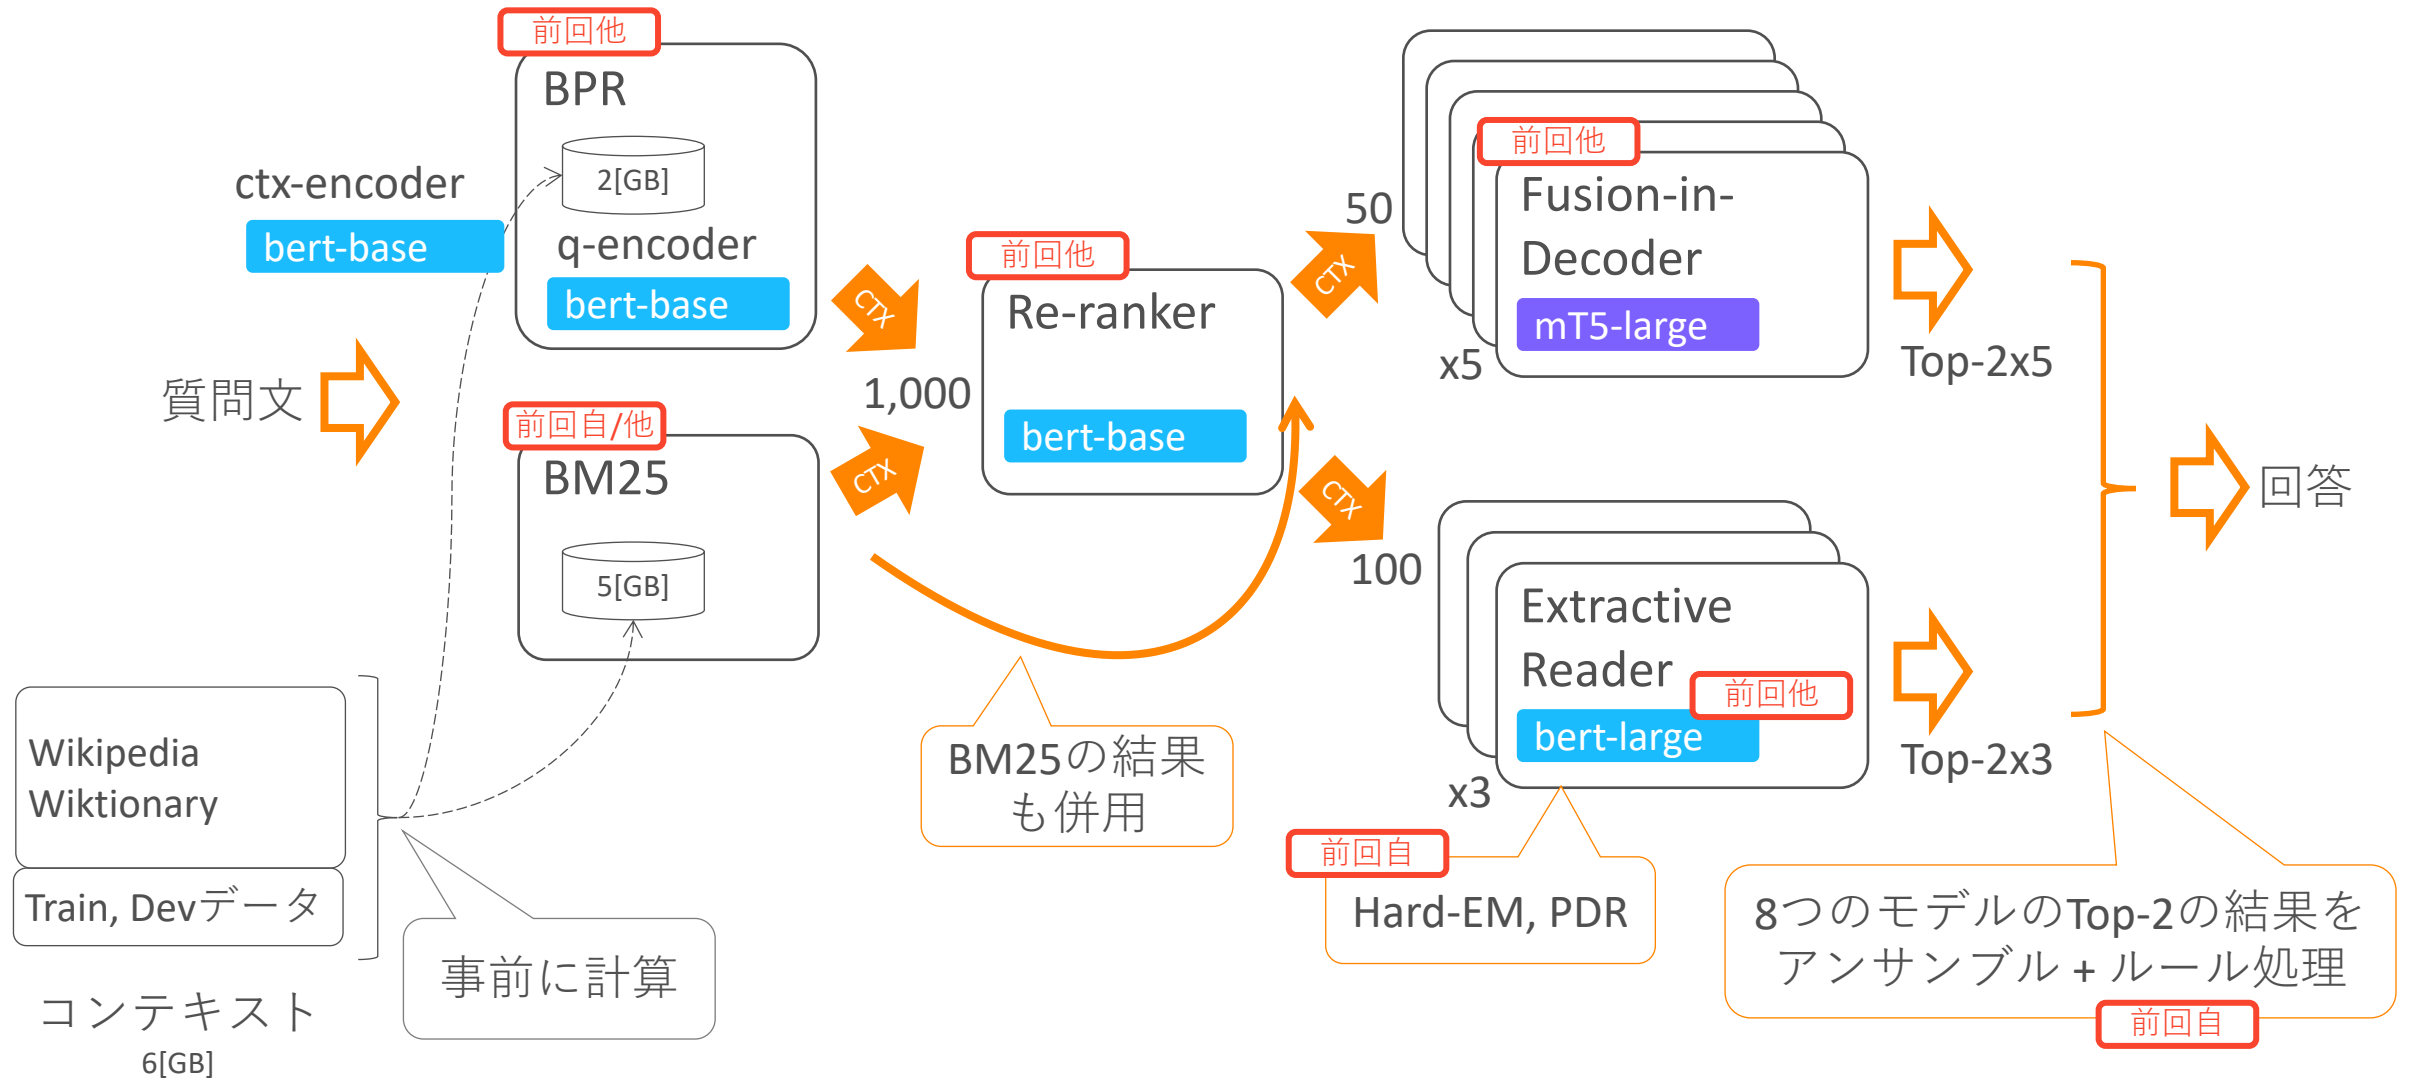 質問文
ctx-encoder
bert-base
前回他
BPR
2[GB]
q-encoder
bert-base
前回自/他
BM25
5[GB]
Wikipedia
Wiktionary
Train, Devデータ
コンテキスト
6[GB]
事前に計算
CTX
1,000
CTX
前回他
Re-ranker
bert-base
BM25の結果
も併用
CTX
50
CTX
100
前回他
Fusion-in-
Decoder
mT5-large
x5
Extractive
Reader
前回他
bert-large
x3
前回自
Hard-EM, PDR
Top-2x5
Top-2x3
8つのモデルのTop-2の結果を
アンサンブル + ルール処理
前回自
回答